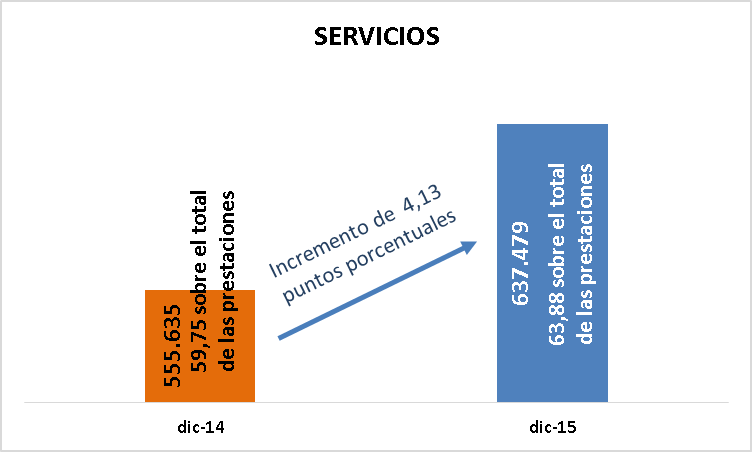 SERVICIOS
555.635
59,75 sobre el total
de las prestaciones
Incremento de  4,13
puntos porcentuales
637.479
63,88 sobre el total
de las prestaciones
dic-14
dic-15